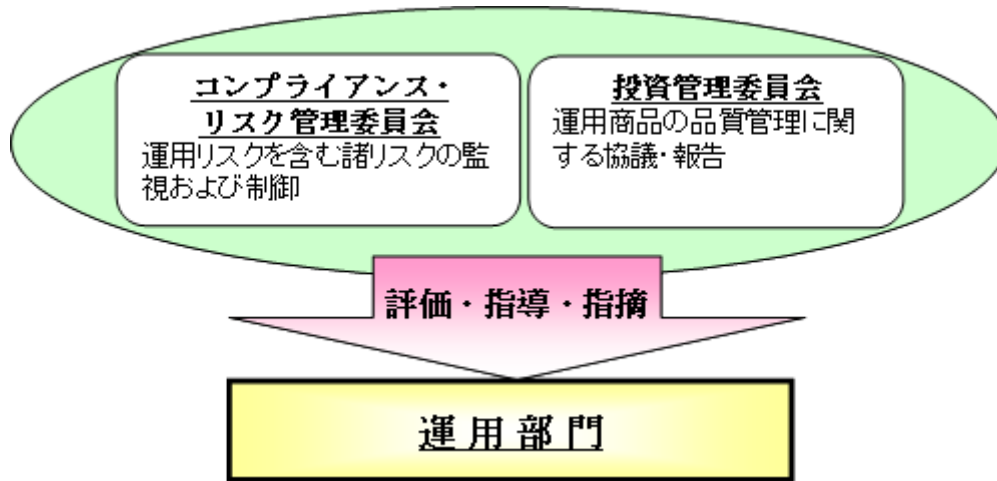 コンプライアンス・
リスク管理委員会
運用リスクを含む諸リスクの監
視および制御
投資管理委員会
運用商品の品質管理に関
する協議・報告
評価・指導・指摘
運用部門